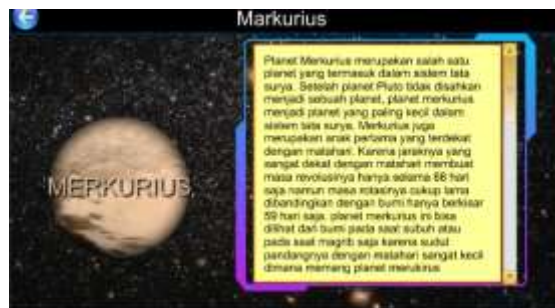 Markurius
MERKURIUS
Planet Merkurius merupakan salah satu
planet yang termasuk dalam sistem tata
surya. Setelah planet Pluto tidak disahkan
menjadi sebuah planet, planet merkurius
menjadi planet yang paling kecil dalam
sistem tata surya. Merkurius juga
merupakan anak pertama yang terdekat
dengan matahari. Karena jaraknya yang
sangat dekat dengan matahari membuat
masa revolusinya hanya selama 88 hari
saja namun masa rotasinya cukup lama
dibandingkan dengan bumi hanya berkisar
59 hari saja. planet merkurius ini bisa
dilihat dari bumi pada saat subuh atau
pada saat magrib saja karena sudut
pandangnya dengan matahari sangat kecil
dimana memang planet